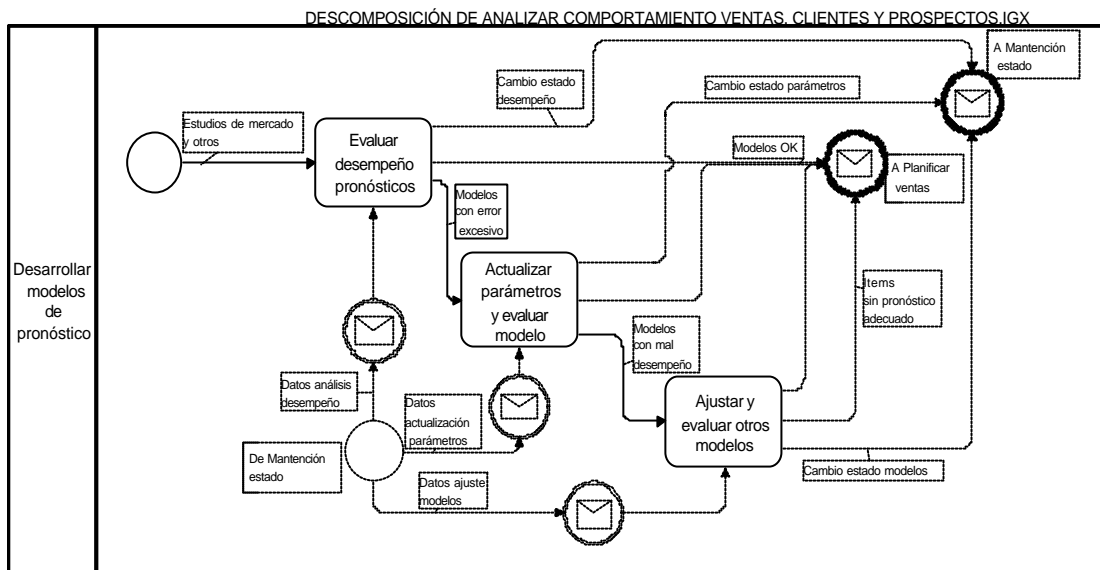 DESCOMPOSICIÓN DE ANALIZAR COMPORTAMIENTO VENTAS, CLIENTES Y PROSPECTOS.IGX
A Mantención
estado
Cambio estado
desempeño
Cambio estado parámetros
Estudios de mercado
y otros
Evaluar
desempeño
pronósticos
Modelos OK
A Planificar
ventas
Modelos
con error
excesivo
Desarrollar
modelos
de
pronóstico
Actualizar
parámetros
y evaluar
modelo
Items
sin pronóstico
adecuado
Modelos
con mal
desempeño
Datos análisis
desempeño
Datos
actualización
parámetros
Ajustar y
evaluar otros
modelos
De Mantención
estado
Datos ajuste
modelos
Cambio estado modelos